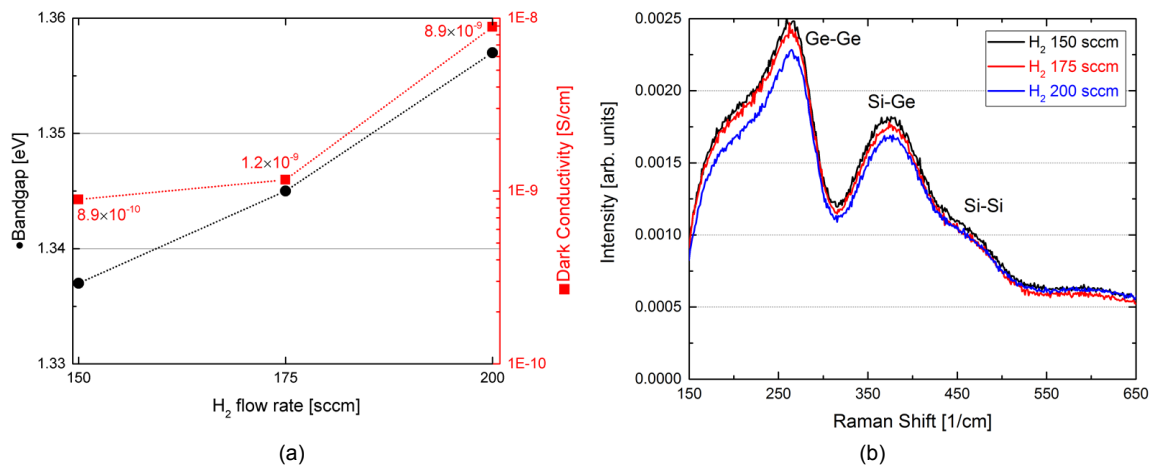 1.36
1.35
1.34
1.33
●Bandgap [eV]
8.9×10⁻¹⁰
1.2×10⁻⁹
8.9×10⁻⁹
150
175
200
H₂ flow rate [sccm]
1E-8
1E-9
1E-10
■Dark Conductivity [S/cm]
(a)
0.0025
0.0020
0.0015
0.0010
0.0005
0.0000
Intensity [arb. units]
Ge-Ge
Si-Ge
Si-Si
H₂ 150 sccm
H₂ 175 sccm
H₂ 200 sccm
150 250 350 450 550 650
Raman Shift [1/cm]
(b)